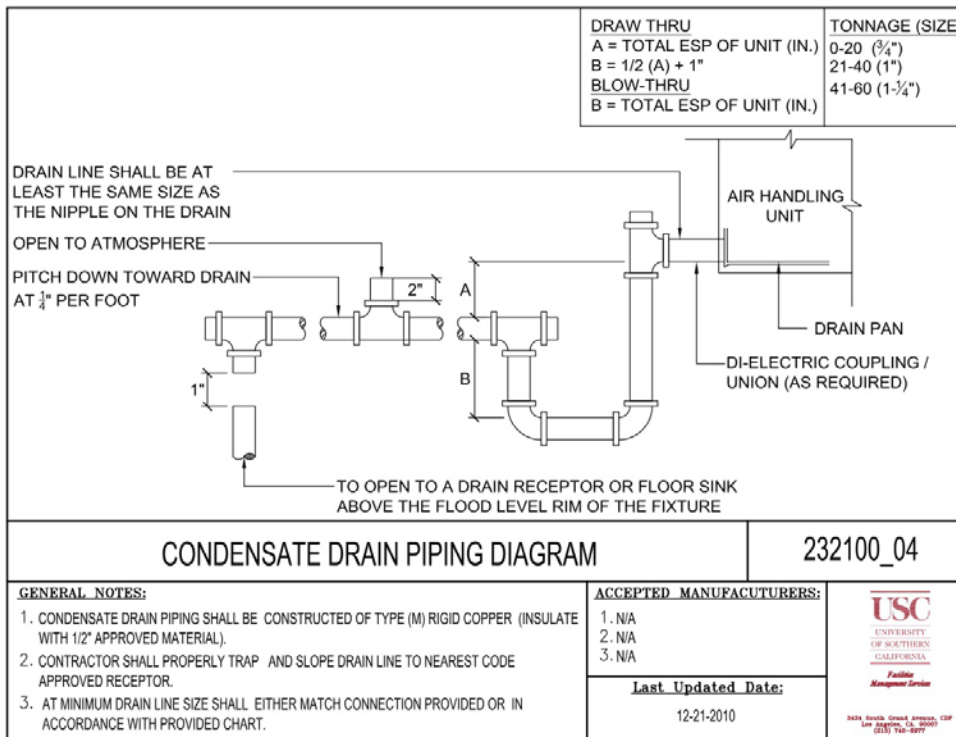 DRAW THRU
A = TOTAL ESP OF UNIT (IN.)
B = 1/2 (A) + 1"
BLOW-THRU
B = TOTAL ESP OF UNIT (IN.)
TONNAGE (SIZE
0-20 (3/4")
21-40 (1")
41-60 (1-1/4")
DRAIN LINE SHALL BE AT
LEAST THE SAME SIZE AS
THE NIPPLE ON THE DRAIN
OPEN TO ATMOSPHERE
PITCH DOWN TOWARD DRAIN
AT 1/4" PER FOOT
AIR HANDLING
UNIT
2"
A
B
1"
DRAIN PAN
DI-ELECTRIC COUPLING /
UNION (AS REQUIRED)
TO OPEN TO A DRAIN RECEPTOR OR FLOOR SINK
ABOVE THE FLOOD LEVEL RIM OF THE FIXTURE
CONDENSATE DRAIN PIPING DIAGRAM
232100_04
GENERAL NOTES:
1. CONDENSATE DRAIN PIPING SHALL BE CONSTRUCTED OF TYPE (M) RIGID COPPER (INSULATE
WITH 1/2" APPROVED MATERIAL).
2. CONTRACTOR SHALL PROPERLY TRAP AND SLOPE DRAIN LINE TO NEAREST CODE
APPROVED RECEPTOR.
3. AT MINIMUM DRAIN LINE SIZE SHALL EITHER MATCH CONNECTION PROVIDED OR IN
ACCORDANCE WITH PROVIDED CHART.
ACCEPTED MANUFACUTURERS:
1. N/A
2. N/A
3. N/A
Last Updated Date:
12-21-2010
USC
UNIVERSITY
OF SOUTHERN
CALIFORNIA
Facilities
Management Services
South Grand Avenue,
Los Angeles, CA.